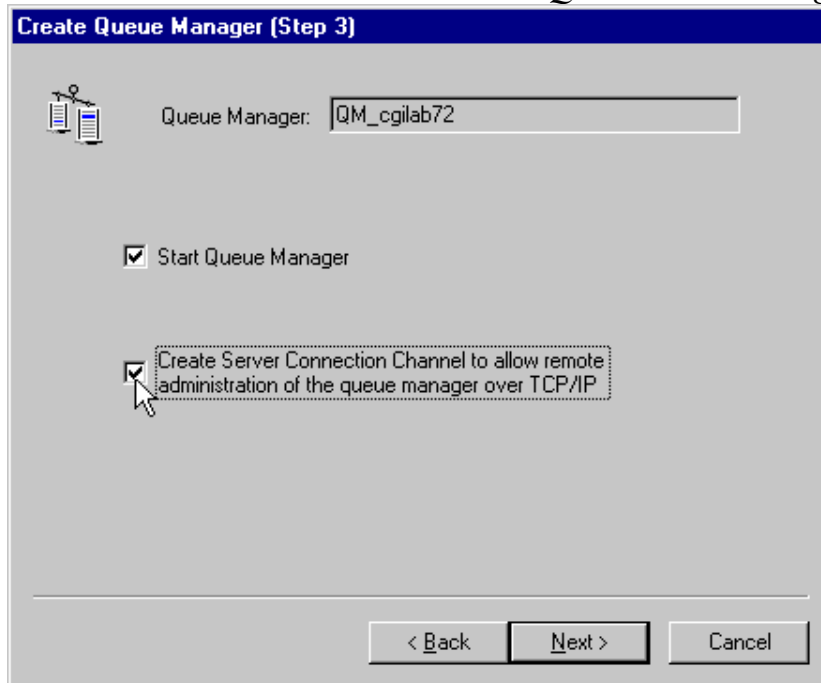 Create Queue Manager (Step 3)
Queue Manager: QM_cgilab72
Start Queue Manager
Create Server Connection Channel to allow remote
administration of the queue manager over TCP/IP
< Back Next > Cancel